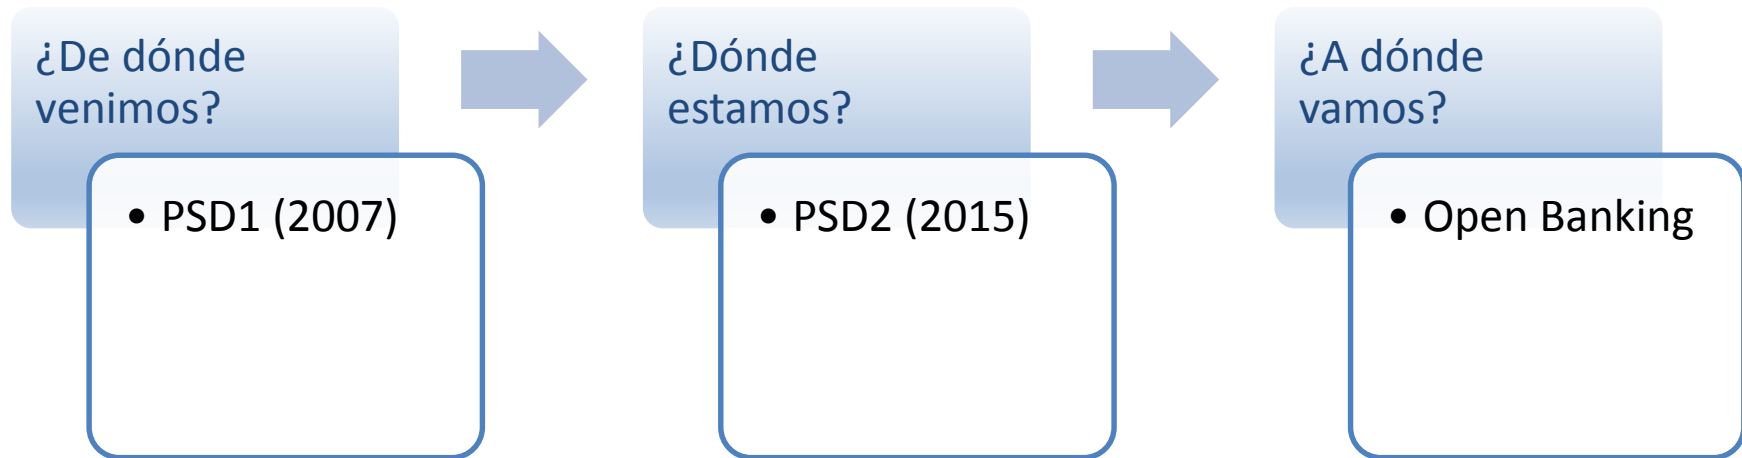 ¿De dónde
venimos?
• PSD1 (2007)
¿Dónde
estamos?
• PSD2 (2015)
¿A dónde
vamos?
• Open Banking